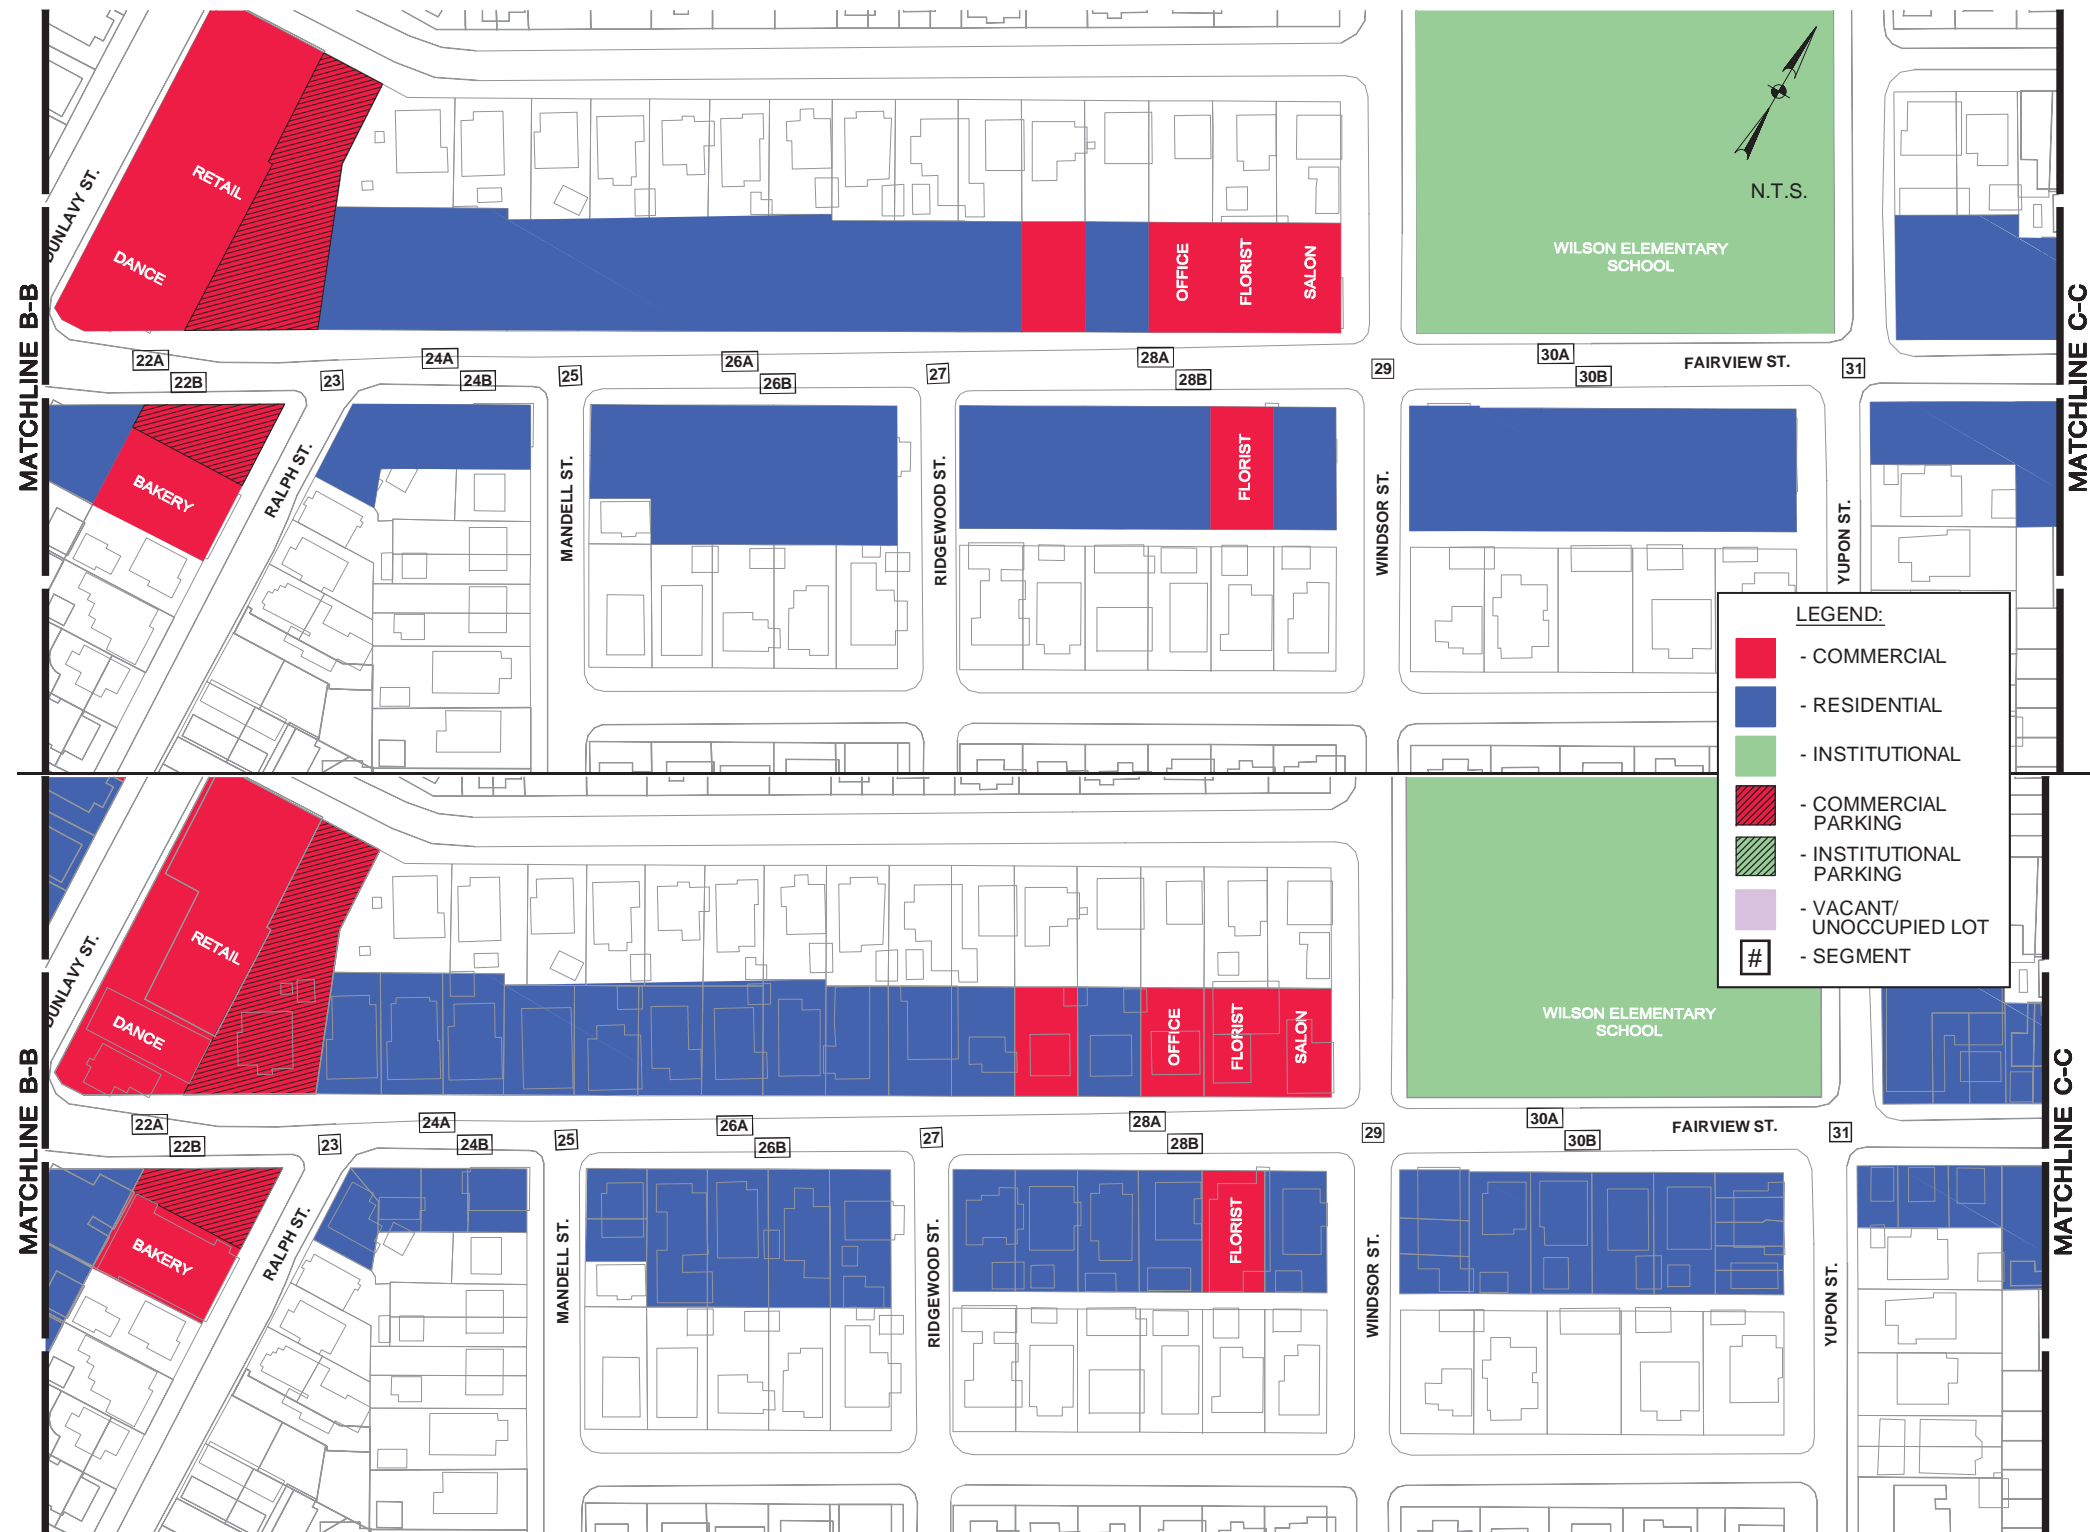 RETAIL
DANCE
DUNLAVY ST.
OFFICE
FLORIST
SALON
N.T.S.
WILSON ELEMENTARY
SCHOOL
MATCHLINE B-B
MATCHLINE C-C
22A
22B
23
24A
24B
25
26A
26B
27
28A
28B
29
30A
30B
FAIRVIEW ST.
31
BAKERY
RALPH ST.
MANDELL ST.
RIDGEWOOD ST.
FLORIST
WINDSOR ST.
YUPON ST.
LEGEND:
- COMMERCIAL
- RESIDENTIAL
- INSTITUTIONAL
- COMMERCIAL
PARKING
- INSTITUTIONAL
PARKING
- VACANT/
UNOCCUPIED LOT
# - SEGMENT
RETAIL
DANCE
DUNLAVY ST.
OFFICE
FLORIST
SALON
WILSON ELEMENTARY
SCHOOL
MATCHLINE B-B
MATCHLINE C-C
22A
22B
23
24A
24B
25
26A
26B
27
28A
28B
29
30A
30B
FAIRVIEW ST.
31
BAKERY
RALPH ST.
MANDELL ST.
RIDGEWOOD ST.
FLORIST
WINDSOR ST.
YUPON ST.